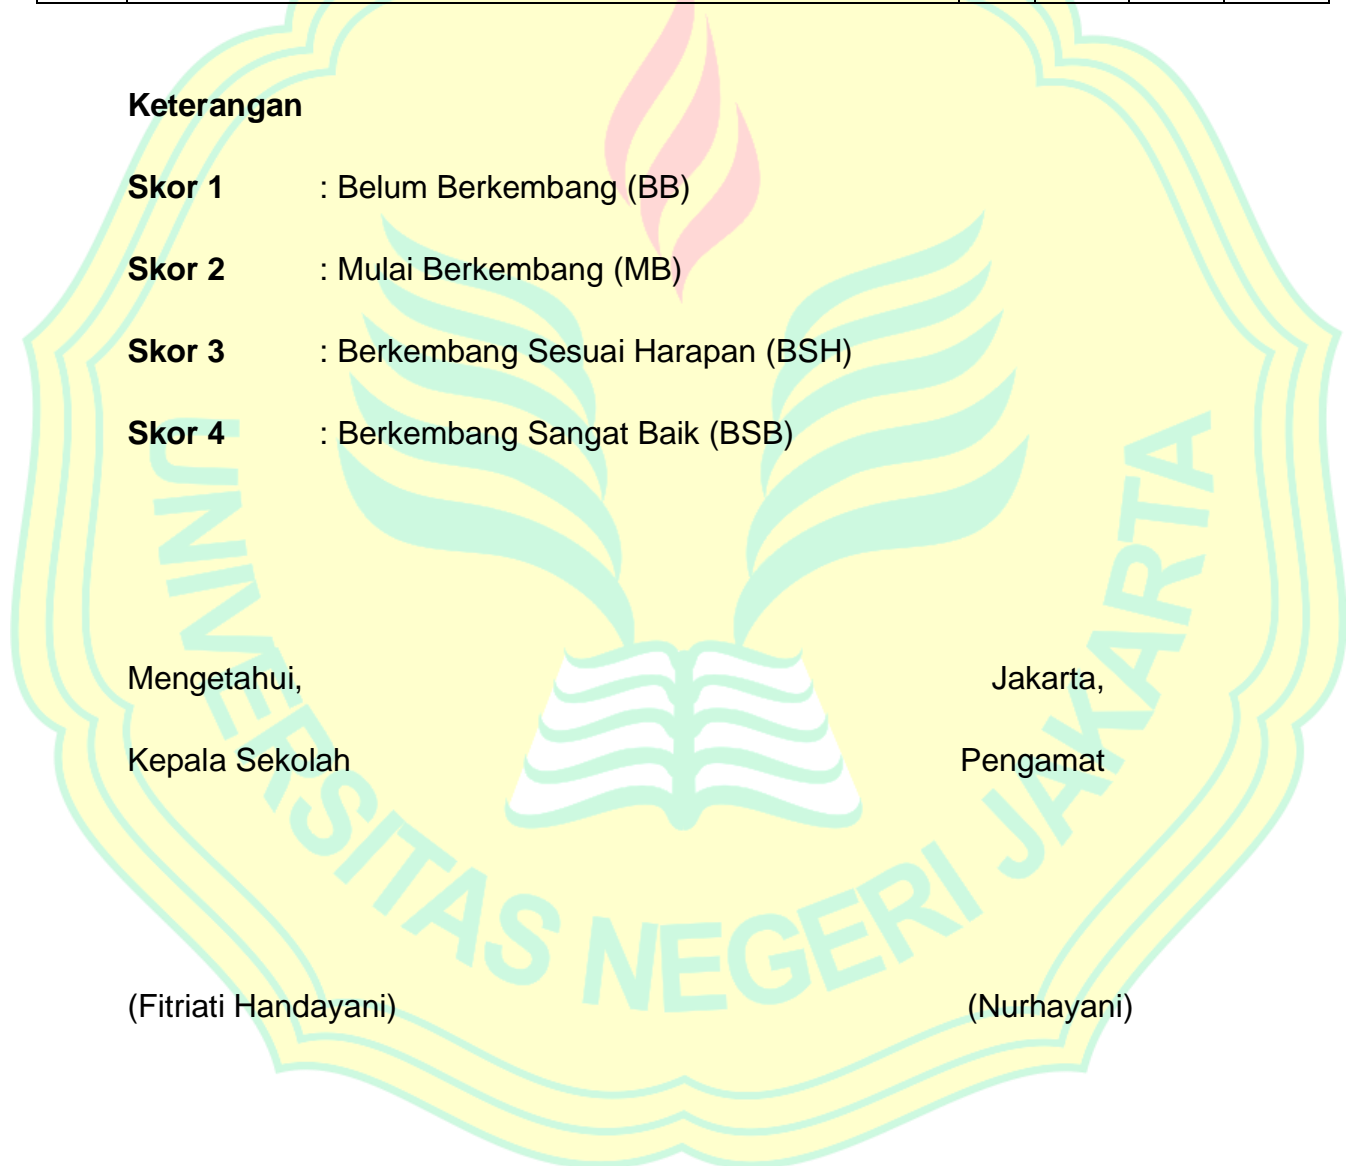 Keterangan
Skor 1 : Belum Berkembang (BB)
Skor 2 : Mulai Berkembang (MB)
Skor 3 : Berkembang Sesuai Harapan (BSH)
Skor 4 : Berkembang Sangat Baik (BSB)
Mengetahui, Jakarta,
Kepala Sekolah Pengamat
(Fitriati Handayani) (Nurhayani)
UNIVERSITAS NEGERI JAKARTA